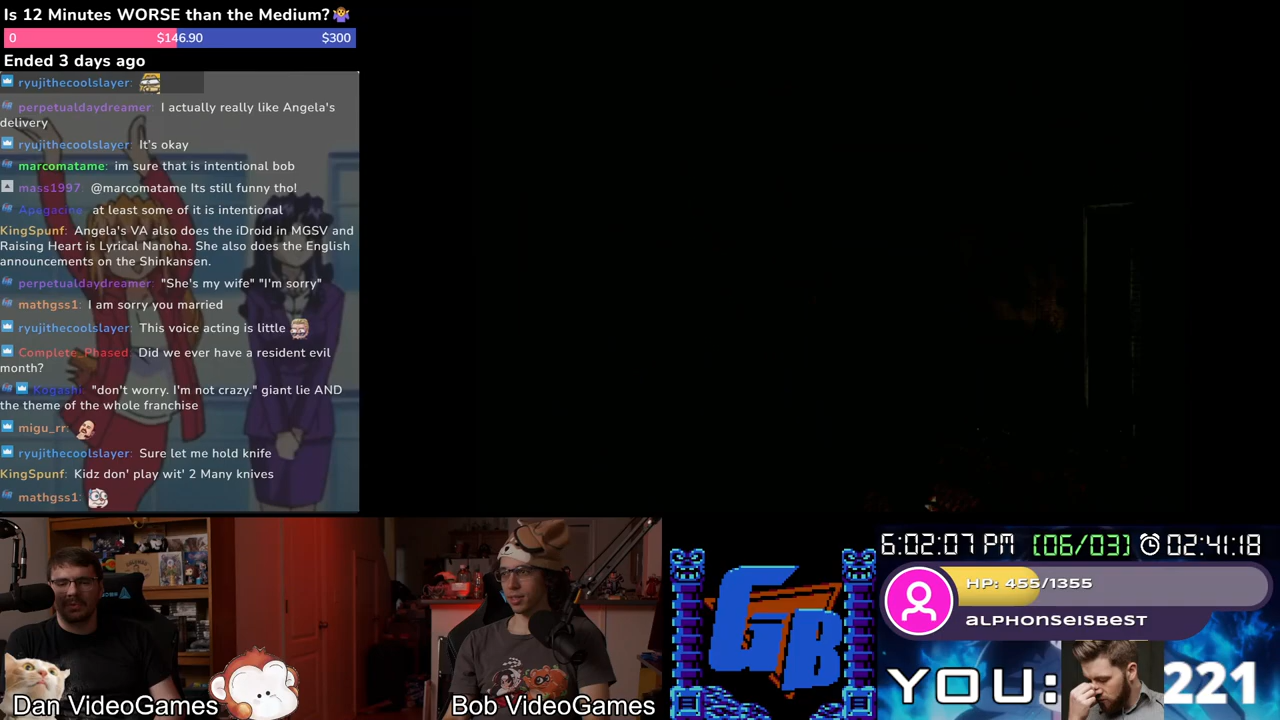 Is 12 Minutes WORSE than the Medium?🤷‍♀️
0 $146.90 $300
Ended 3 days ago
ryujithecoolslayer:
perpetualdaydreamer: I actually really like Angela's
delivery
ryujithecoolslayer: It's okay
marcomatame: im sure that is intentional bob
mass1997: @marcomatame Its still funny tho!
Apegacine: at least some of it is intentional
KingSpunf: Angela's VA also does the iDroid in MGSV and
Raising Heart is Lyrical Nanoha. She also does the English
announcements on the Shinkansen.
perpetualdaydreamer: "She's my wife" "I'm sorry"
mathgss1: I am sorry you married
ryujithecoolslayer: This voice acting is little
Complete_Phased: Did we ever have a resident evil
month?
"don't worry. I'm not crazy." giant lie AND
the theme of the whole franchise
migu_rr:
ryujithecoolslayer: Sure let me hold knife
KingSpunf: Kidz don' play wit' 2 Many knives
mathgss1:
Dan VideoGames
Bob VideoGames
GB
6:02:07 PM [06/03] 02:41:18
HP: 455/1355
alphonseisbest
YOU: 221